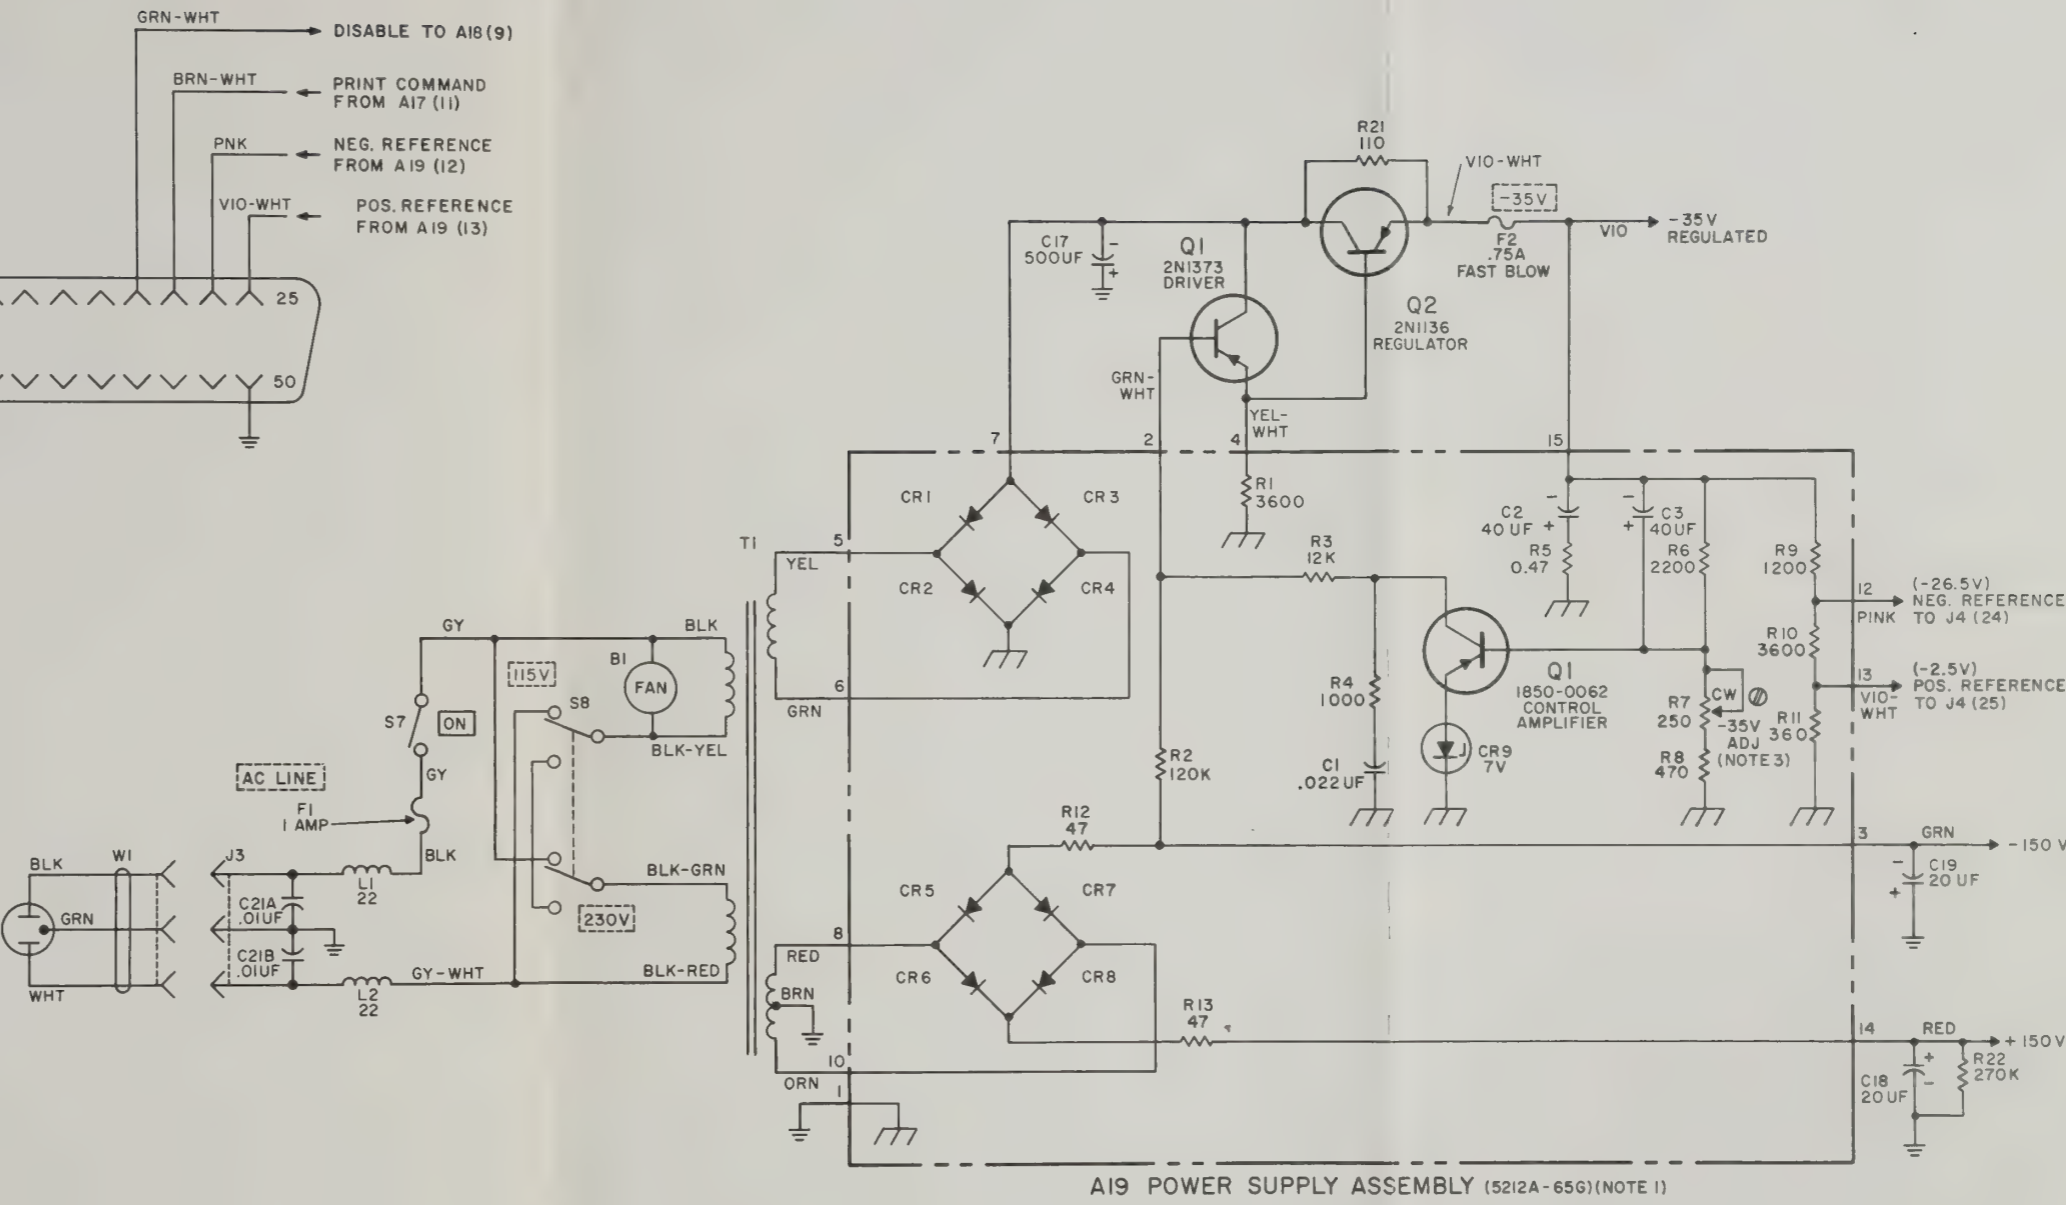 GRN-WHT
DISABLE TO A18(9)
BRN-WHT
PRINT COMMAND
FROM A17 (11)
PNK
NEG. REFERENCE
FROM A19 (12)
VIO-WHT
POS. REFERENCE
FROM A19 (13)
25
50
R21
110
VIO-WHT
-35V
-35V
REGULATED
VIO
F2
.75A
FAST BLOW
C17
500UF
-
+
Q1
2N1373
DRIVER
Q2
2N1136
REGULATOR
GRN-
WHT
YEL-
WHT
7
2
4
15
CR1
CR3
CR2
CR4
R1
3600
R3
12K
C2
40UF
-
+
R5
0.47
C3
40UF
-
+
R6
2200
R9
1200
12
PINK
(-26.5V)
NEG. REFERENCE
TO J4 (24)
R10
3600
13
VIO-
WHT
(-2.5V)
POS. REFERENCE
TO J4 (25)
T1
5
YEL
6
GRN
GY
BLK
B1
FAN
115V
S8
S7
ON
BLK-YEL
R4
1000
Q1
1850-0062
CONTROL
AMPLIFIER
R7
250
CW
-35V
ADJ
(NOTE 3)
R11
360
R8
470
R2
120K
C1
.022UF
CR9
7V
AC LINE
GY
F1
1 AMP
BLK
R12
47
3
GRN
-150V
-
+
C19
20UF
BLK
W1
J3
C21A
.01UF
L1
22
BLK-GRN
230V
GRN
C21B
.01UF
WHT
L2
22
GY-WHT
BLK-RED
CR5
CR7
CR6
CR8
8
RED
BRN
R13
47
14
RED
+150V
C18
20UF
+
-
R22
270K
10
ORN
1
A19 POWER SUPPLY ASSEMBLY (5212A-65G)(NOTE 1)